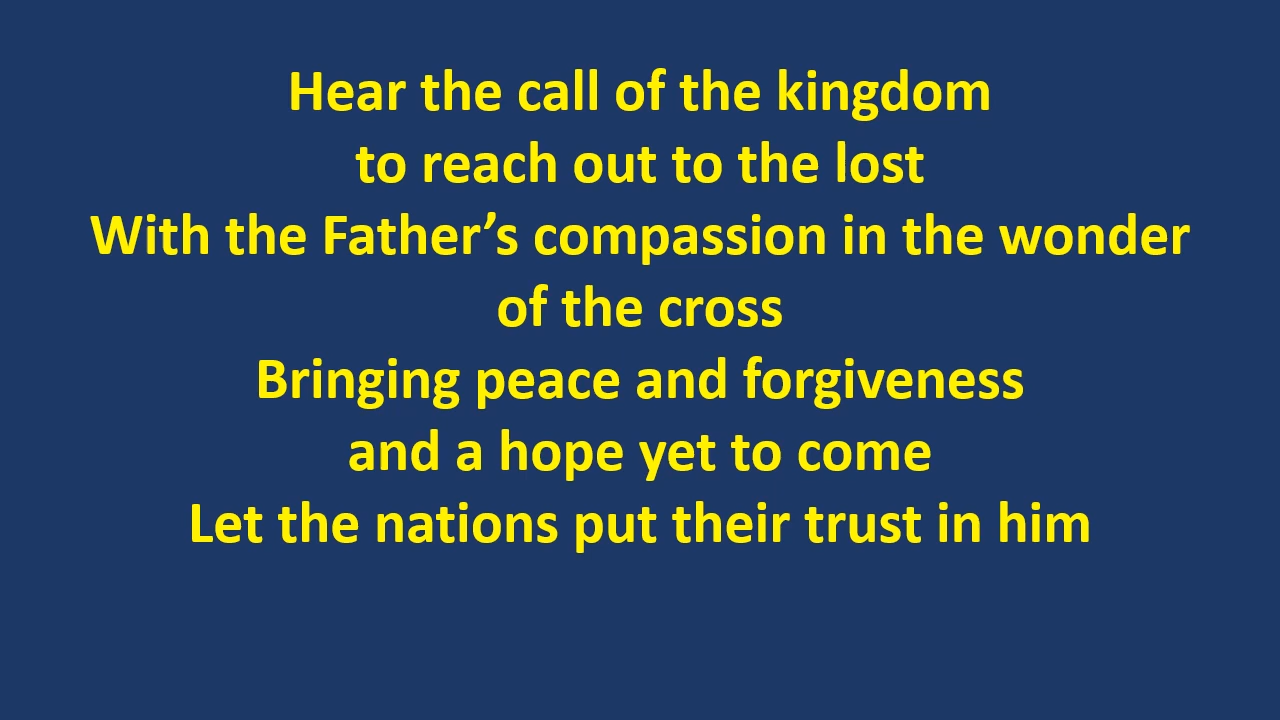 Hear the call of the kingdom
to reach out to the lost
With the Father’s compassion in the wonder
of the cross
Bringing peace and forgiveness
and a hope yet to come
Let the nations put their trust in him